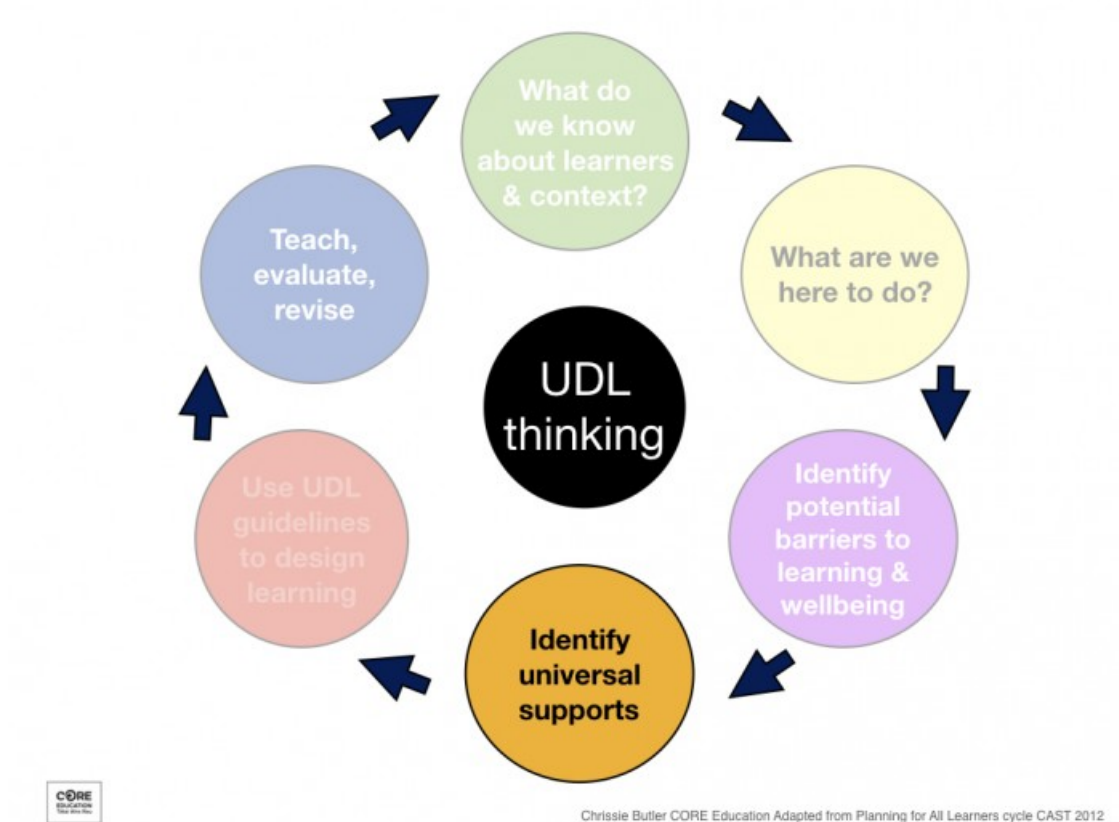 What do
we know
about learners
& context?
What are we
here to do?
Identify
potential
barriers to
learning &
wellbeing
Identify
universal
supports
Use UDL
guidelines
to design
learning
Teach,
evaluate,
revise
UDL
thinking
CORE
EDUCATION
Chrissie Butler CORE Education Adapted from Planning for All Learners cycle CAST 2012